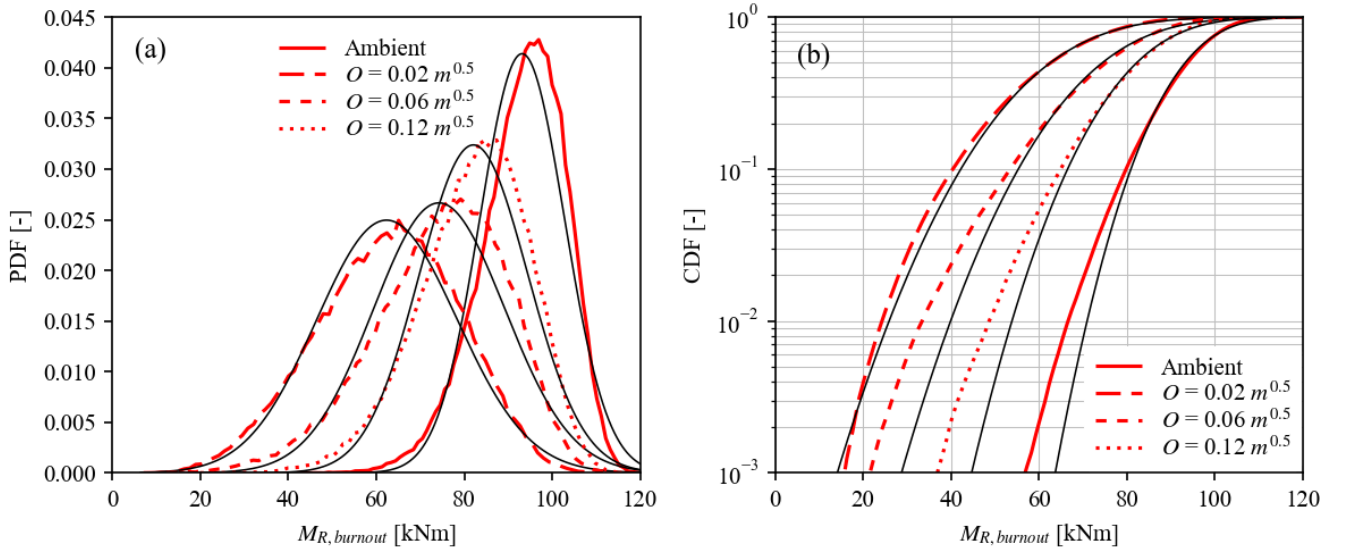 0.045
0.040
0.035
0.030
0.025
0.020
0.015
0.010
0.005
0.000
PDF [-]
(a)
Ambient
O = 0.02 m^0.5
O = 0.06 m^0.5
O = 0.12 m^0.5
0 20 40 60 80 100 120
M_R, burnout [kNm]
10^0
10^−1
10^−2
10^−3
CDF [-]
(b)
Ambient
O = 0.02 m^0.5
O = 0.06 m^0.5
O = 0.12 m^0.5
0 20 40 60 80 100 120
M_R, burnout [kNm]